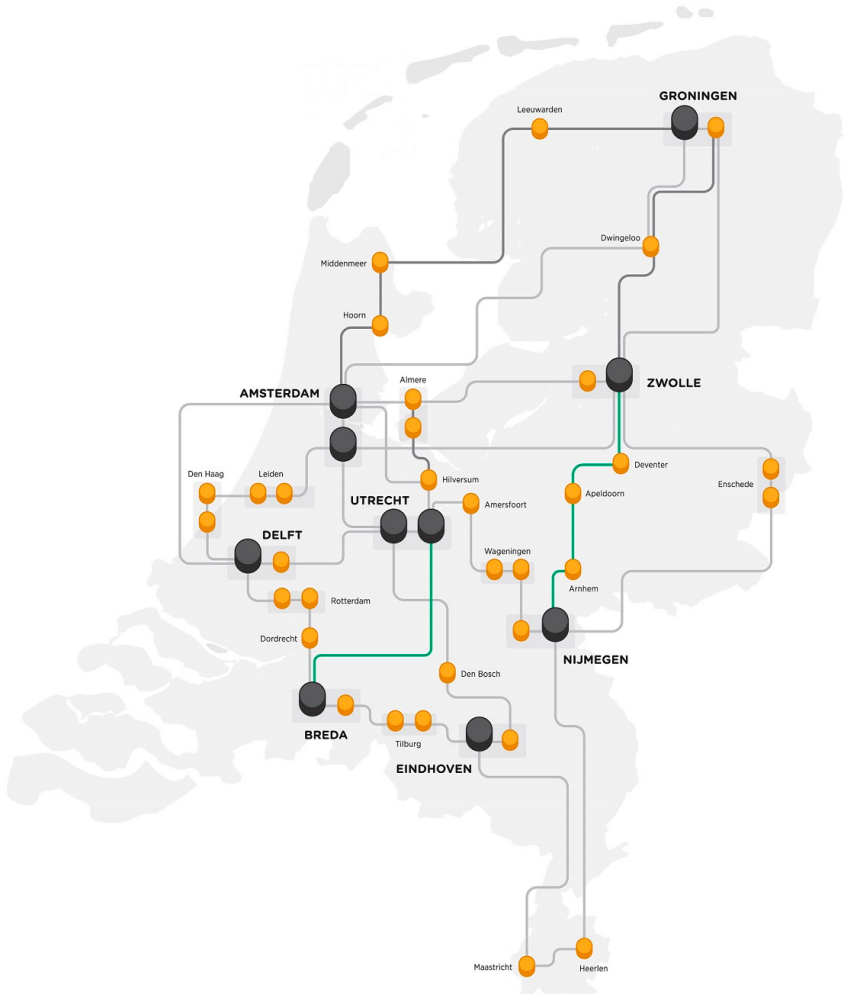 GRONINGEN
Leeuwarden
Dwingeloo
Middenmeer
Hoorn
Almere
AMSTERDAM
ZWOLLE
Deventer
Den Haag
Leiden
Hilversum
Enschede
Apeldoorn
UTRECHT
Amersfoort
DELFT
Wageningen
Arnhem
Rotterdam
Dordrecht
NIJMEGEN
Den Bosch
BREDA
Tilburg
EINDHOVEN
Maastricht
Heerlen